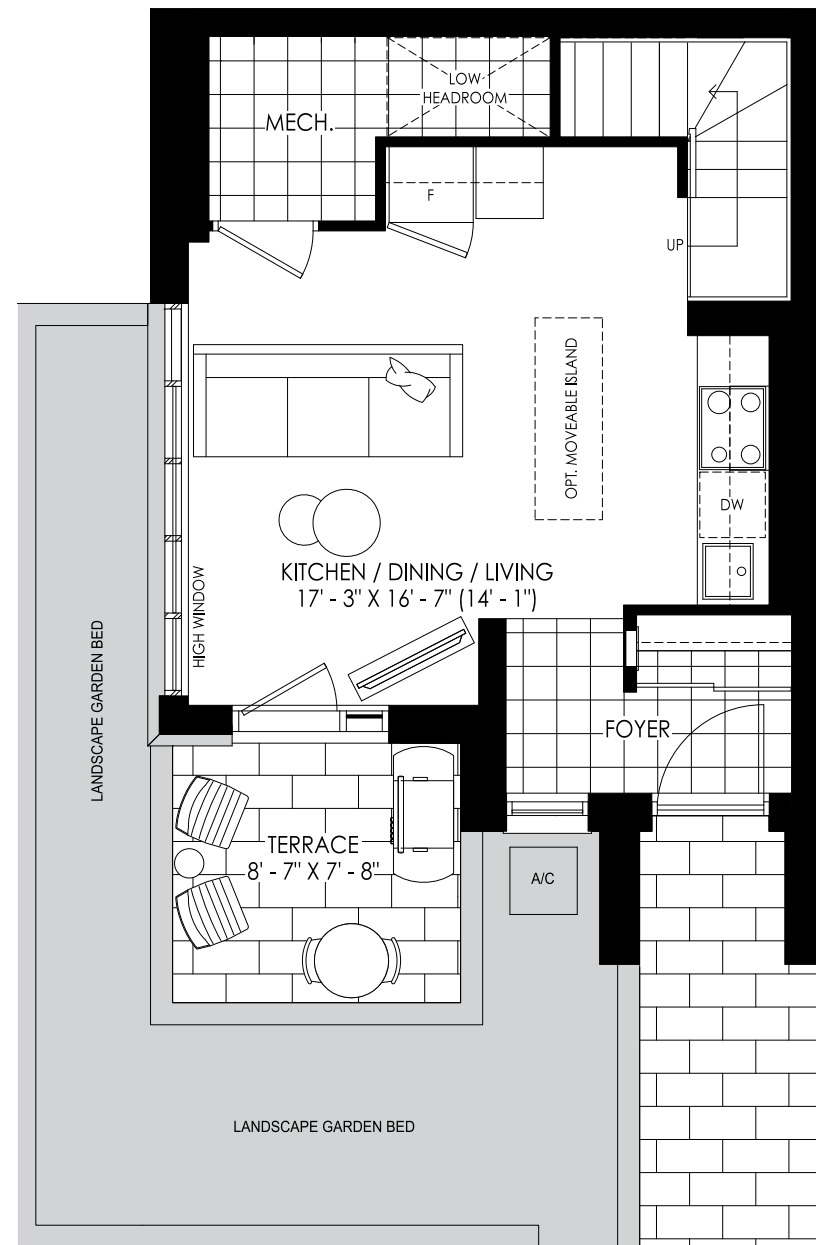 LOW
HEADROOM
MECH.
F
UP
OPT. MOVEABLE ISLAND
DW
KITCHEN / DINING / LIVING
17' - 3" X 16' - 7" (14' - 1")
HIGH WINDOW
LANDSCAPE GARDEN BED
FOYER
TERRACE
8' - 7" X 7' - 8"
A/C
LANDSCAPE GARDEN BED